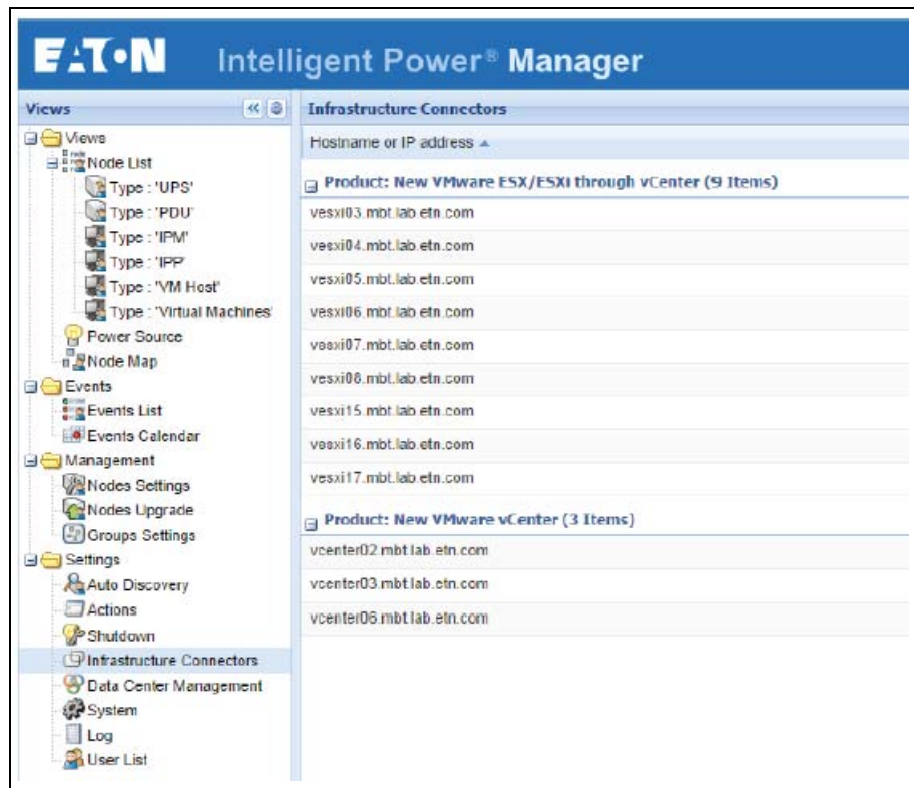 EATON Intelligent Power® Manager
Views
Views
Node List
Type : 'UPS'
Type : 'PDU'
Type : 'IPM'
Type : 'IPP'
Type : 'VM Host'
Type : 'Virtual Machines'
Power Source
Node Map
Events
Events List
Events Calendar
Management
Nodes Settings
Nodes Upgrade
Groups Settings
Settings
Auto Discovery
Actions
Shutdown
Infrastructure Connectors
Data Center Management
System
Log
User List
Infrastructure Connectors
Hostname or IP address
Product: New VMware ESX/ESXi through vCenter (9 Items)
vesxi03.mbt.lab.etn.com
vesxi04.mbt.lab.etn.com
vesxi05.mbt.lab.etn.com
vesxi06.mbt.lab.etn.com
vesxi07.mbt.lab.etn.com
vesxi08.mbt.lab.etn.com
vesxi15.mbt.lab.etn.com
vesxi16.mbt.lab.etn.com
vesxi17.mbt.lab.etn.com
Product: New VMware vCenter (3 Items)
vcenter02.mbt.lab.etn.com
vcenter03.mbt.lab.etn.com
vcenter06.mbt.lab.etn.com